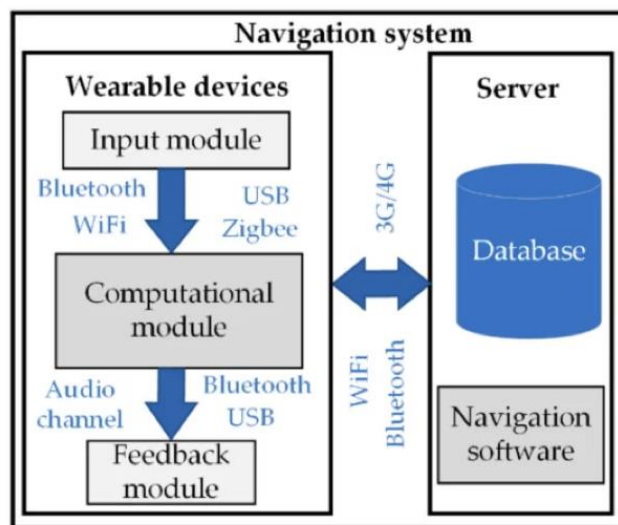 Navigation system
Wearable devices
Input module
Bluetooth
WiFi
USB
Zigbee
Computational
module
Audio
channel
Bluetooth
USB
Feedback
module
3G/4G
WiFi
Bluetooth
Server
Database
Navigation
software